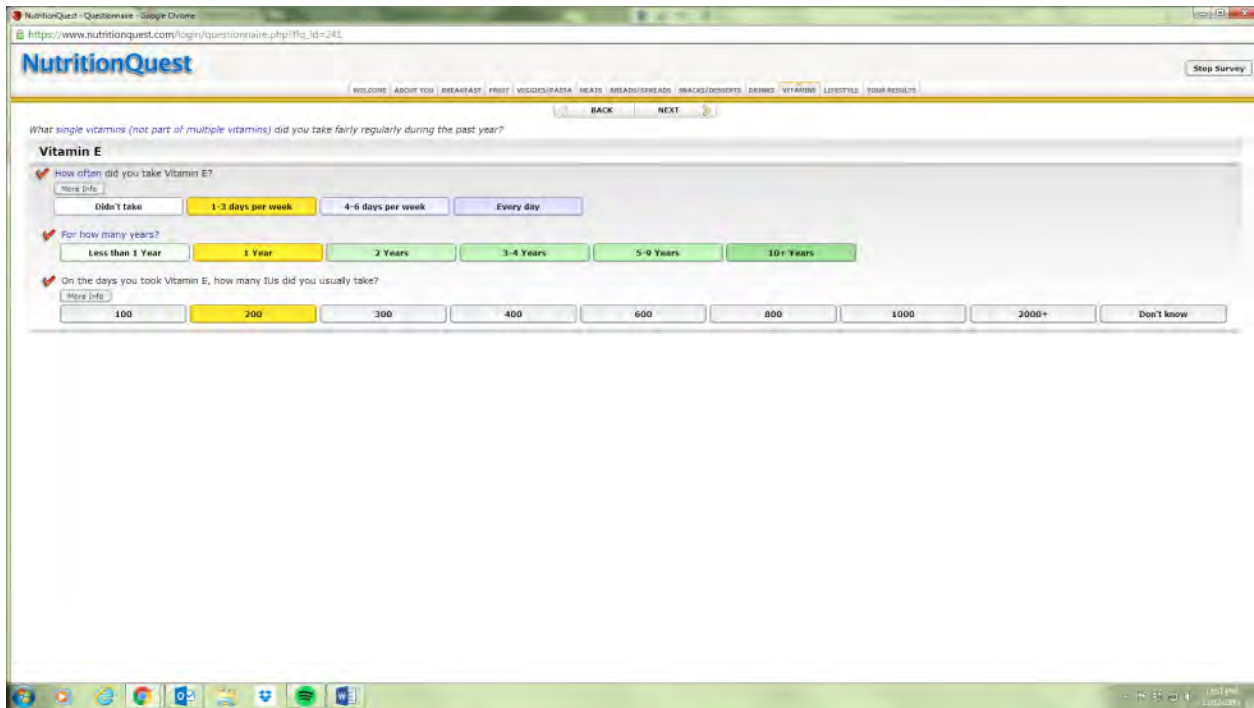 NutritionQuest - Questionnaire - Google Chrome
https://www.nutritionquest.com/login/questionnaire.php?flq_id=241
NutritionQuest
Stop Survey
WELCOME ABOUT YOU BREAKFAST FRUIT VEGGIES/PASTA MEATS BREADS/SPREADS SNACKS/DESSERTS DRINKS VITAMINS LIFESTYLE YOUR RESULTS
BACK NEXT
What single vitamins (not part of multiple vitamins) did you take fairly regularly during the past year?
Vitamin E
How often did you take Vitamin E?
More Info
Didn't take 1-3 days per week 4-6 days per week Every day
For how many years?
Less than 1 Year 1 Year 2 Years 3-4 Years 5-9 Years 10+ Years
On the days you took Vitamin E, how many IUs did you usually take?
More Info
100 200 300 400 600 800 1000 2000+ Don't know